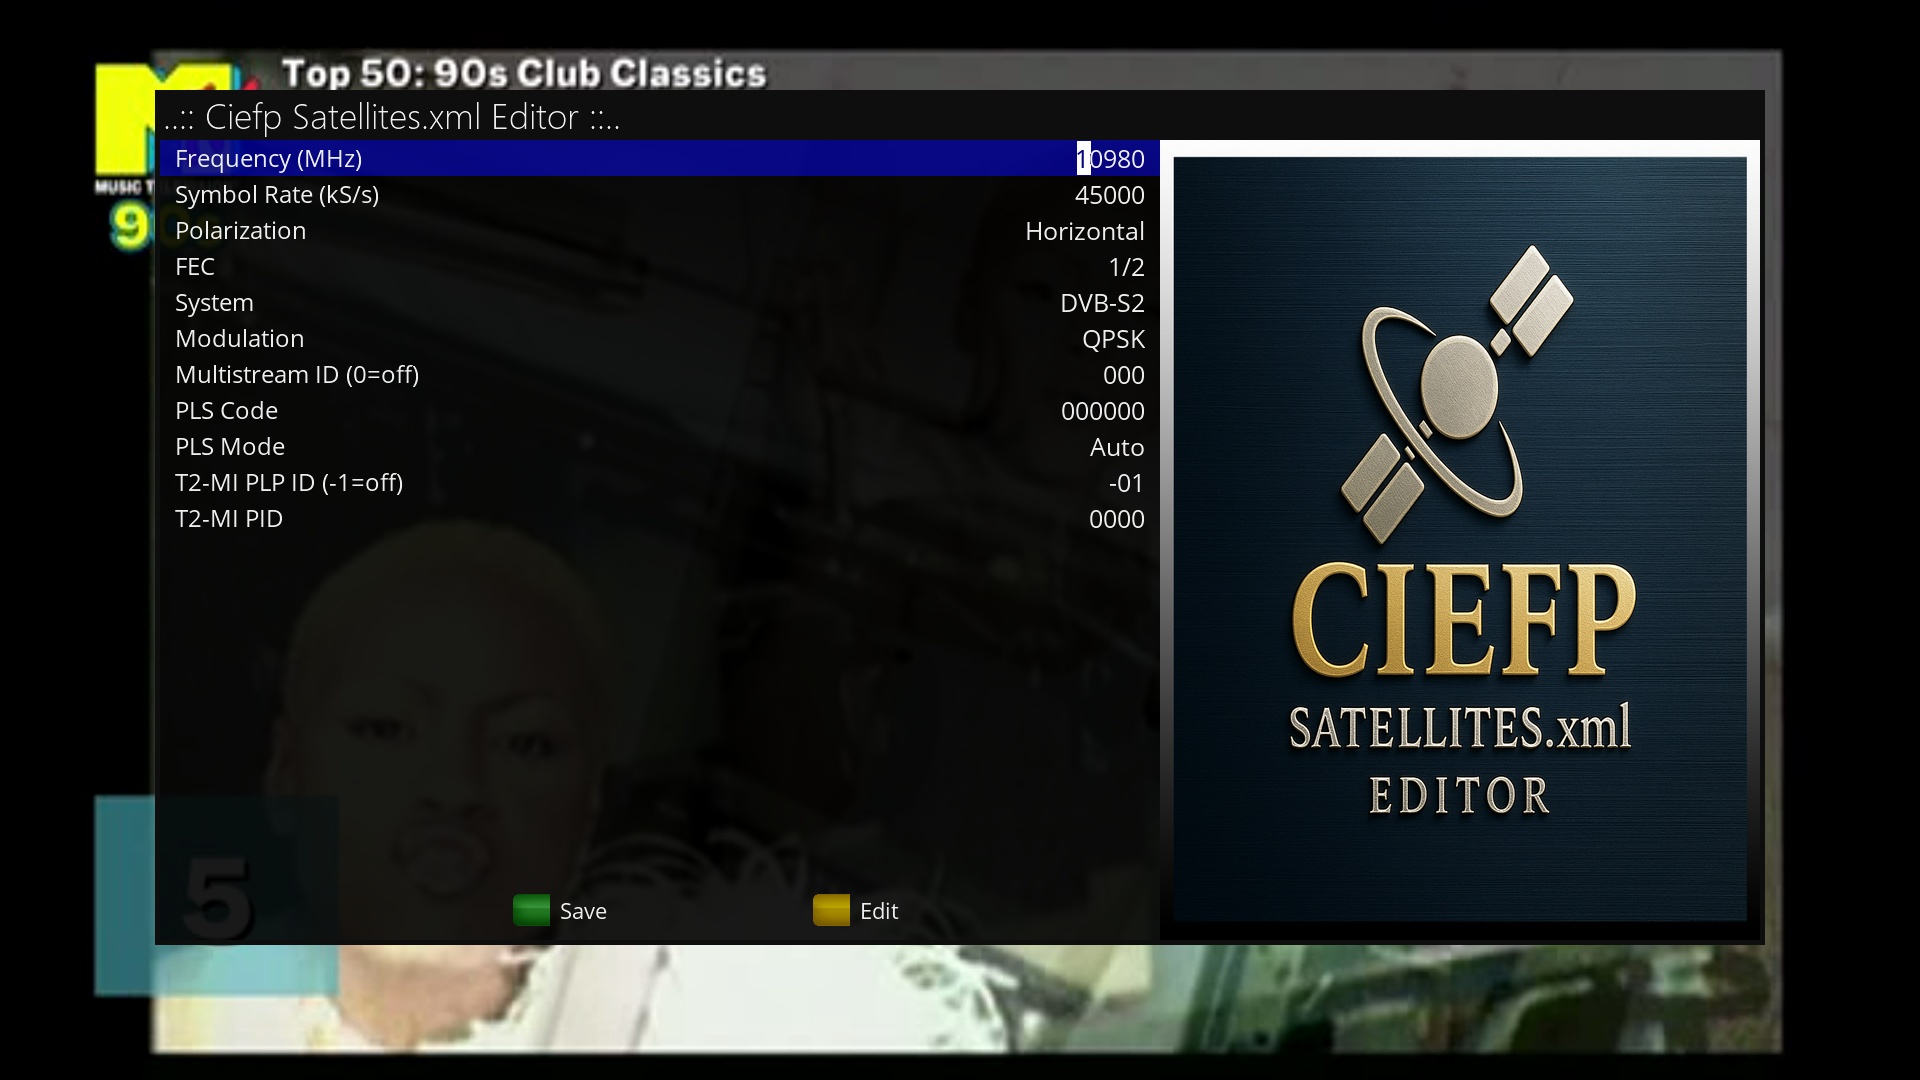 Top 50: 90s Club Classics
..:: Ciefp Satellites.xml Editor ::..
Frequency (MHz) 10980
Symbol Rate (kS/s) 45000
Polarization Horizontal
FEC 1/2
System DVB-S2
Modulation QPSK
Multistream ID (0=off) 000
PLS Code 000000
PLS Mode Auto
T2-MI PLP ID (-1=off) -01
T2-MI PID 0000
MUSIC T
90s
CIEFP
SATELLITES.xml
EDITOR
5
Save
Edit